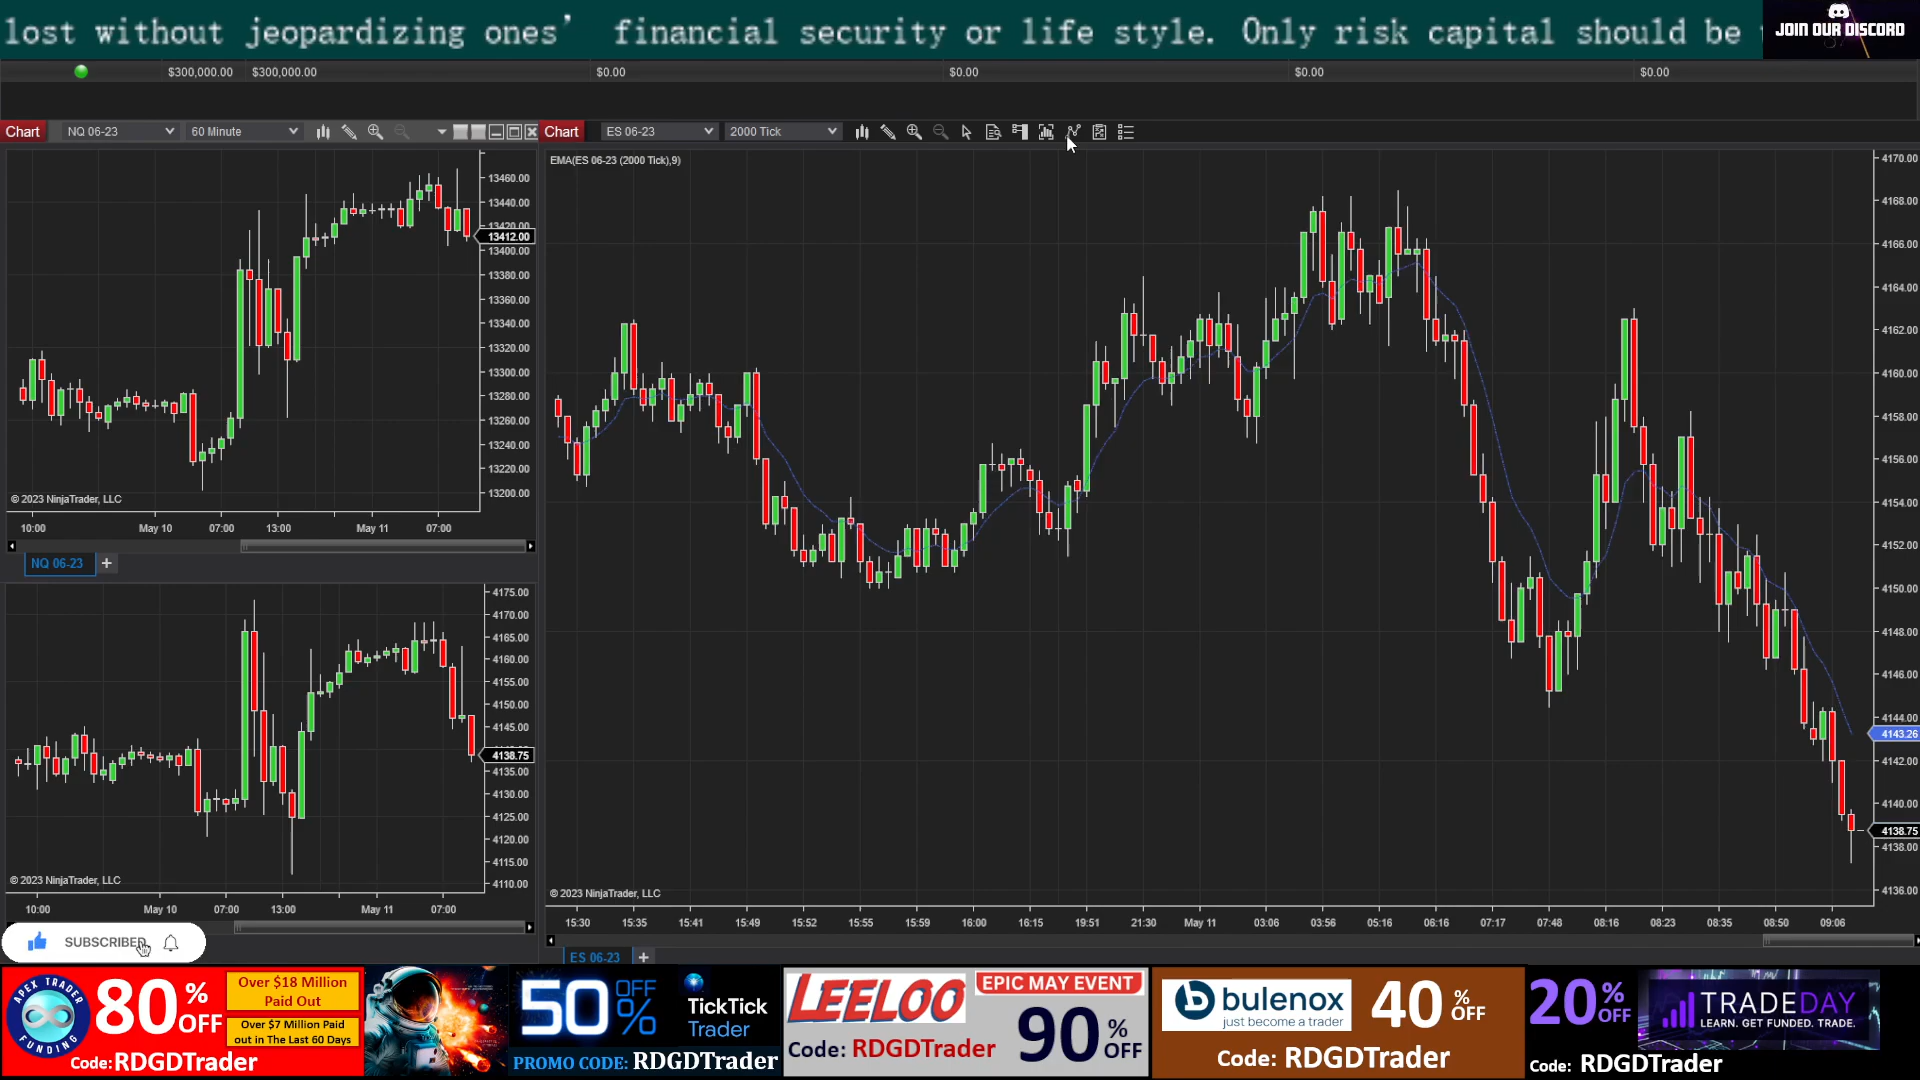 lost without jeopardizing ones' financial security or life style. Only risk capital should be
JOIN OUR DISCORD
$300,000.00 $300,000.00 $0.00 $0.00 $0.00 $0.00
Chart NQ 06-23 60 Minute
Chart ES 06-23 2000 Tick
EMA(ES 06-23 (2000 Tick),9)
13460.00
13440.00
13420.00
13412.00
13400.00
13380.00
13360.00
13340.00
13320.00
13300.00
13280.00
13260.00
13240.00
13220.00
13200.00
© 2023 NinjaTrader, LLC
10:00 May 10 07:00 13:00 May 11 07:00
NQ 06-23 +
4175.00
4170.00
4165.00
4160.00
4155.00
4150.00
4145.00
4138.75
4135.00
4130.00
4125.00
4120.00
4115.00
4110.00
© 2023 NinjaTrader, LLC
10:00 May 10 07:00 13:00 May 11 07:00
4170.00
4168.00
4166.00
4164.00
4162.00
4160.00
4158.00
4156.00
4154.00
4152.00
4150.00
4148.00
4146.00
4144.00
4143.26
4142.00
4140.00
4138.75
4138.00
4136.00
© 2023 NinjaTrader, LLC
15:30 15:35 15:41 15:49 15:52 15:55 15:59 16:00 16:15 19:51 21:30 May 11 03:06 03:56 05:16 06:16 07:17 07:48 08:16 08:23 08:35 08:50 09:06
ES 06-23 +
SUBSCRIBED
APEX TRADER FUNDING
80% OFF
Over $18 Million
Paid Out
Over $7 Million Paid
out in The Last 60 Days
Code:RDGDTrader
50% OFF
TickTick
Trader
PROMO CODE: RDGDTrader
LEELOO
EPIC MAY EVENT
90% OFF
Code: RDGDTrader
bulenox
just become a trader
40% OFF
Code: RDGDTrader
20% OFF
TRADEDAY
LEARN. GET FUNDED. TRADE.
Code: RDGDTrader